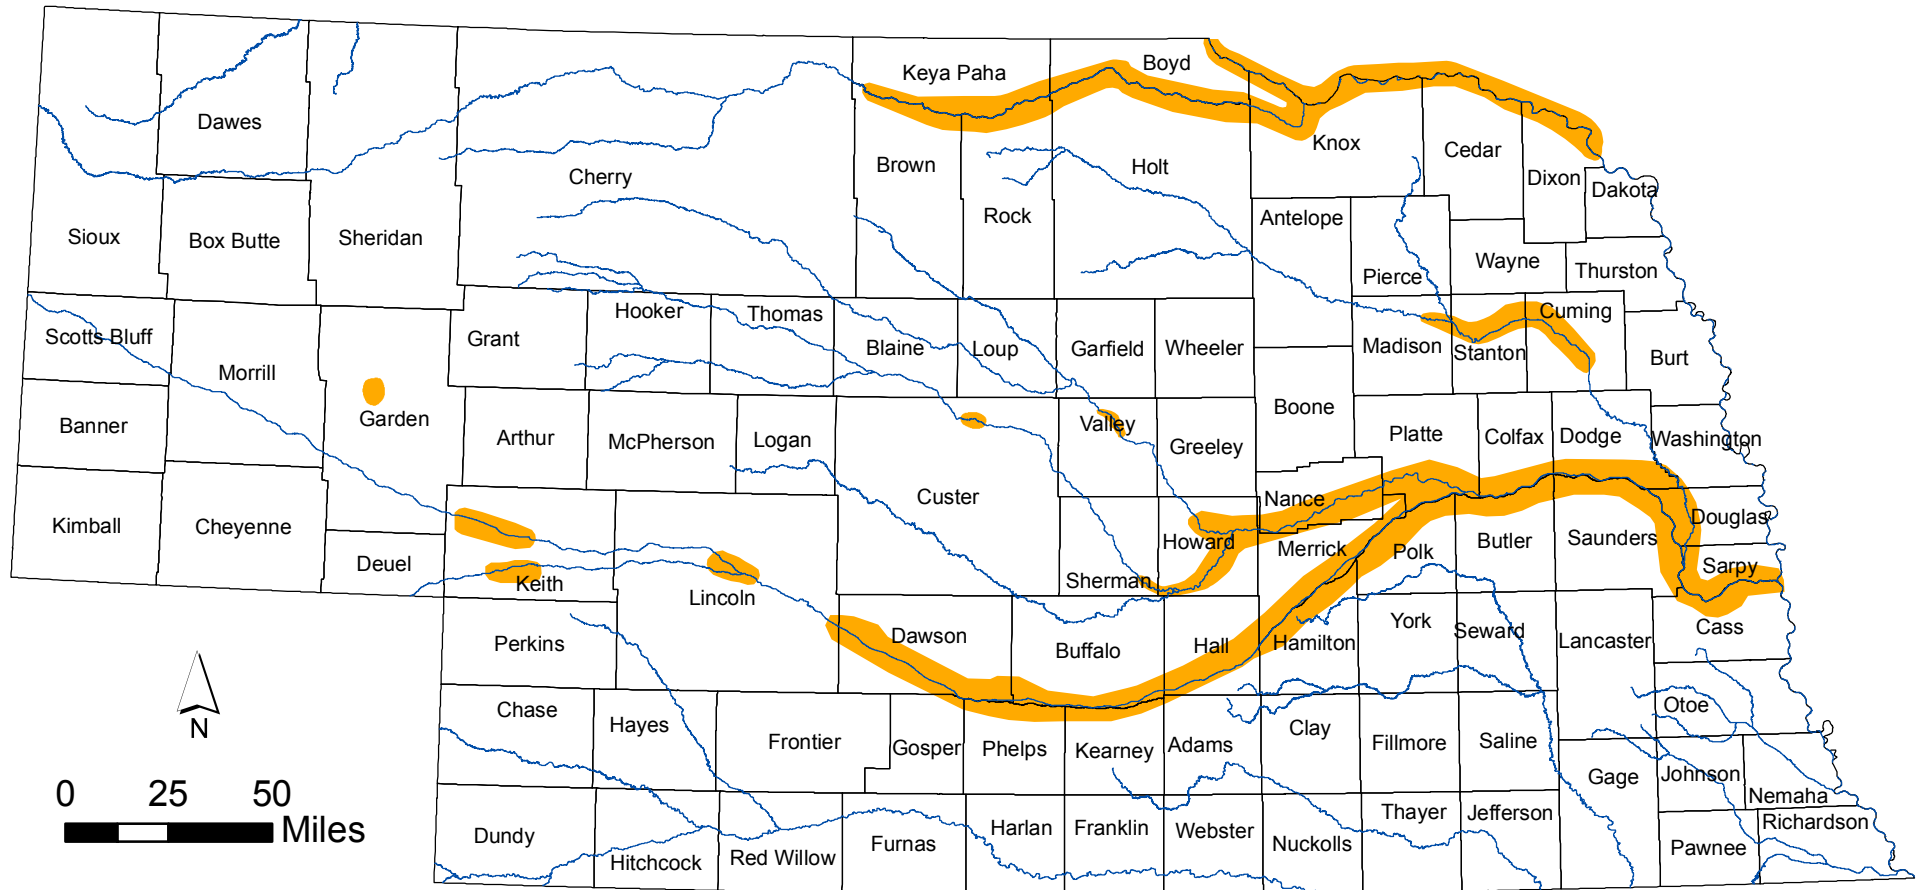 Keya Paha
Boyd
Dawes
Knox
Cedar
Brown
Holt
Cherry
Dixon
Dakota
Rock
Antelope
Sioux
Box Butte
Sheridan
Wayne
Thurston
Pierce
Hooker
Thomas
Cuming
Scotts Bluff
Grant
Blaine
Loup
Garfield
Wheeler
Madison
Stanton
Burt
Morrill
Garden
Boone
Banner
Arthur
McPherson
Logan
Valley
Greeley
Platte
Colfax
Dodge
Washington
Custer
Nance
Kimball
Cheyenne
Douglas
Howard
Merrick
Polk
Butler
Saunders
Deuel
Keith
Sherman
Sarpy
Lincoln
Dawson
Buffalo
Hall
Hamilton
York
Seward
Lancaster
Cass
Perkins
N
Chase
Hayes
Frontier
Gosper
Phelps
Kearney
Adams
Clay
Fillmore
Saline
Otoe
Gage
Johnson
Nemaha
0 25 50
Miles
Dundy
Hitchcock
Red Willow
Furnas
Harlan
Franklin
Webster
Nuckolls
Thayer
Jefferson
Pawnee
Richardson